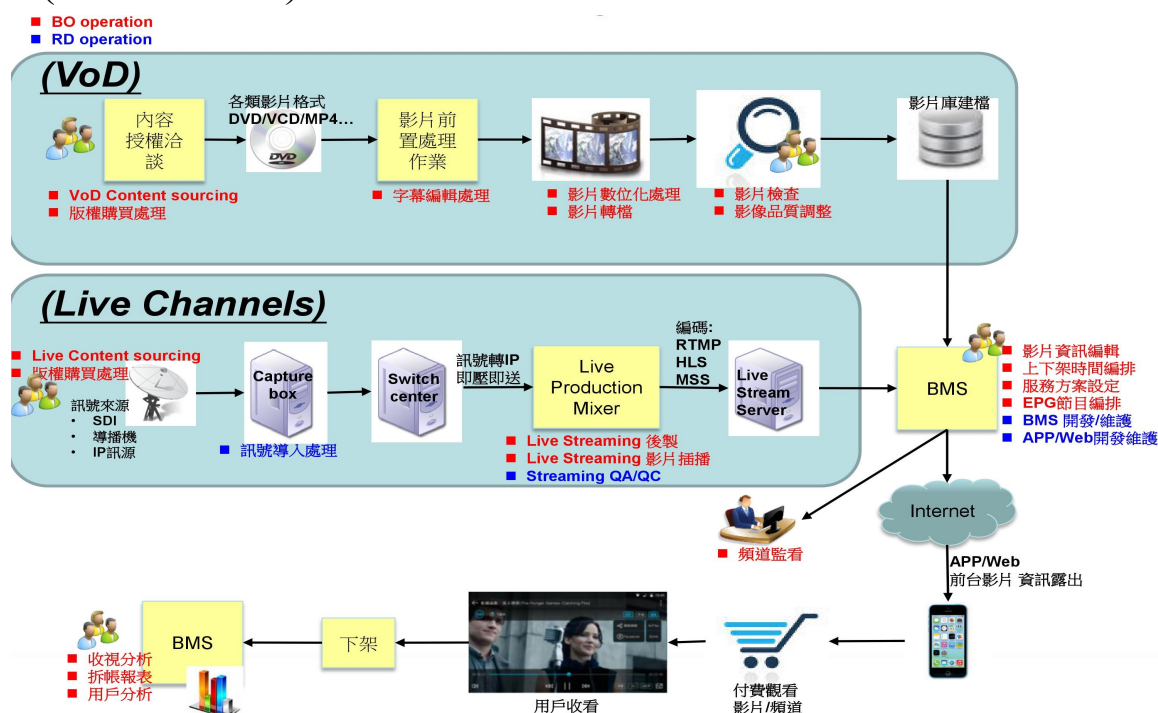 ■ BO operation
■ RD operation
(VoD)
內容
授權洽
談
各類影片格式
DVD/VCD/MP4…
DVD
影片前
置處理
作業
影片庫建檔
■ VoD Content sourcing
■ 版權購買處理
■ 字幕編輯處理
■ 影片數位化處理
■ 影片轉檔
■ 影片檢查
■ 影像品質調整
(Live Channels)
■ Live Content sourcing
■ 版權購買處理
訊號來源
• SDI
• 導播機
• IP訊源
Capture
box
■ 訊號導入處理
Switch
center
訊號轉IP
即壓即送
Live
Production
Mixer
■ Live Streaming 後製
■ Live Streaming 影片插播
■ Streaming QA/QC
編碼:
RTMP
HLS
MSS
Live
Stream
Server
BMS
■ 影片資訊編輯
■ 上下架時間編排
■ 服務方案設定
■ EPG節目編排
■ BMS 開發/維護
■ APP/Web開發維護
■ 頻道監看
Internet
APP/Web
前台影片 資訊露出
付費觀看
影片/頻道
用戶收看
下架
BMS
■ 收視分析
■ 拆帳報表
■ 用戶分析